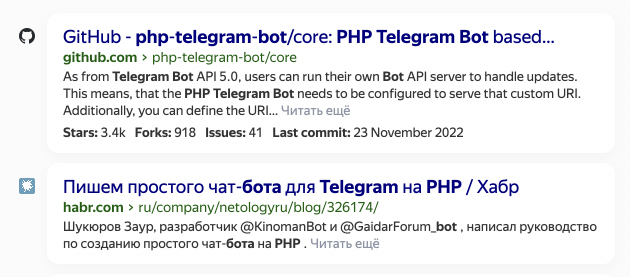 GitHub - php-telegram-bot/core: PHP Telegram Bot based...
github.com > php-telegram-bot/core
As from Telegram Bot API 5.0, users can run their own Bot API server to handle updates.
This means, that the PHP Telegram Bot needs to be configured to serve that custom URI.
Additionally, you can define the URI... Читать ещё
Stars: 3.4k Forks: 918 Issues: 41 Last commit: 23 November 2022
Пишем простого чат-бота для Telegram на PHP / Хабр
habr.com > ru/company/netologyru/blog/326174/
Шукюров Заур, разработчик @KinomanBot и @GaidarForum_bot , написал руководство
по созданию простого чат-бота на PHP . Читать ещё